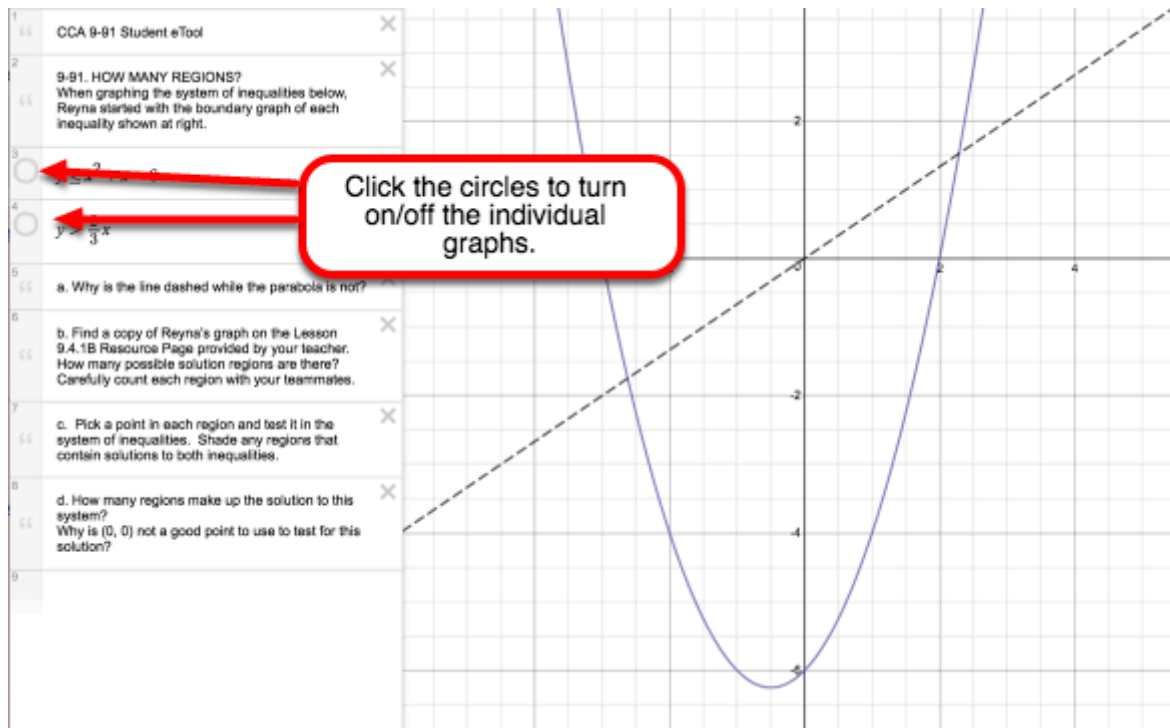 1
CCA 9-91 Student eTool
2
9-91. HOW MANY REGIONS?
When graphing the system of inequalities below,
Reyna started with the boundary graph of each
inequality shown at right.
3
4
y > 3 x
Click the circles to turn
on/off the individual
graphs.
5
a. Why is the line dashed while the parabola is not?
6
b. Find a copy of Reyna's graph on the Lesson
9.4.1B Resource Page provided by your teacher.
How many possible solution regions are there?
Carefully count each region with your teammates.
7
c. Pick a point in each region and test it in the
system of inequalities. Shade any regions that
contain solutions to both inequalities.
8
d. How many regions make up the solution to this
system?
Why is (0, 0) not a good point to use to test for this
solution?
9
2
0
2
4
-2
-4
-6